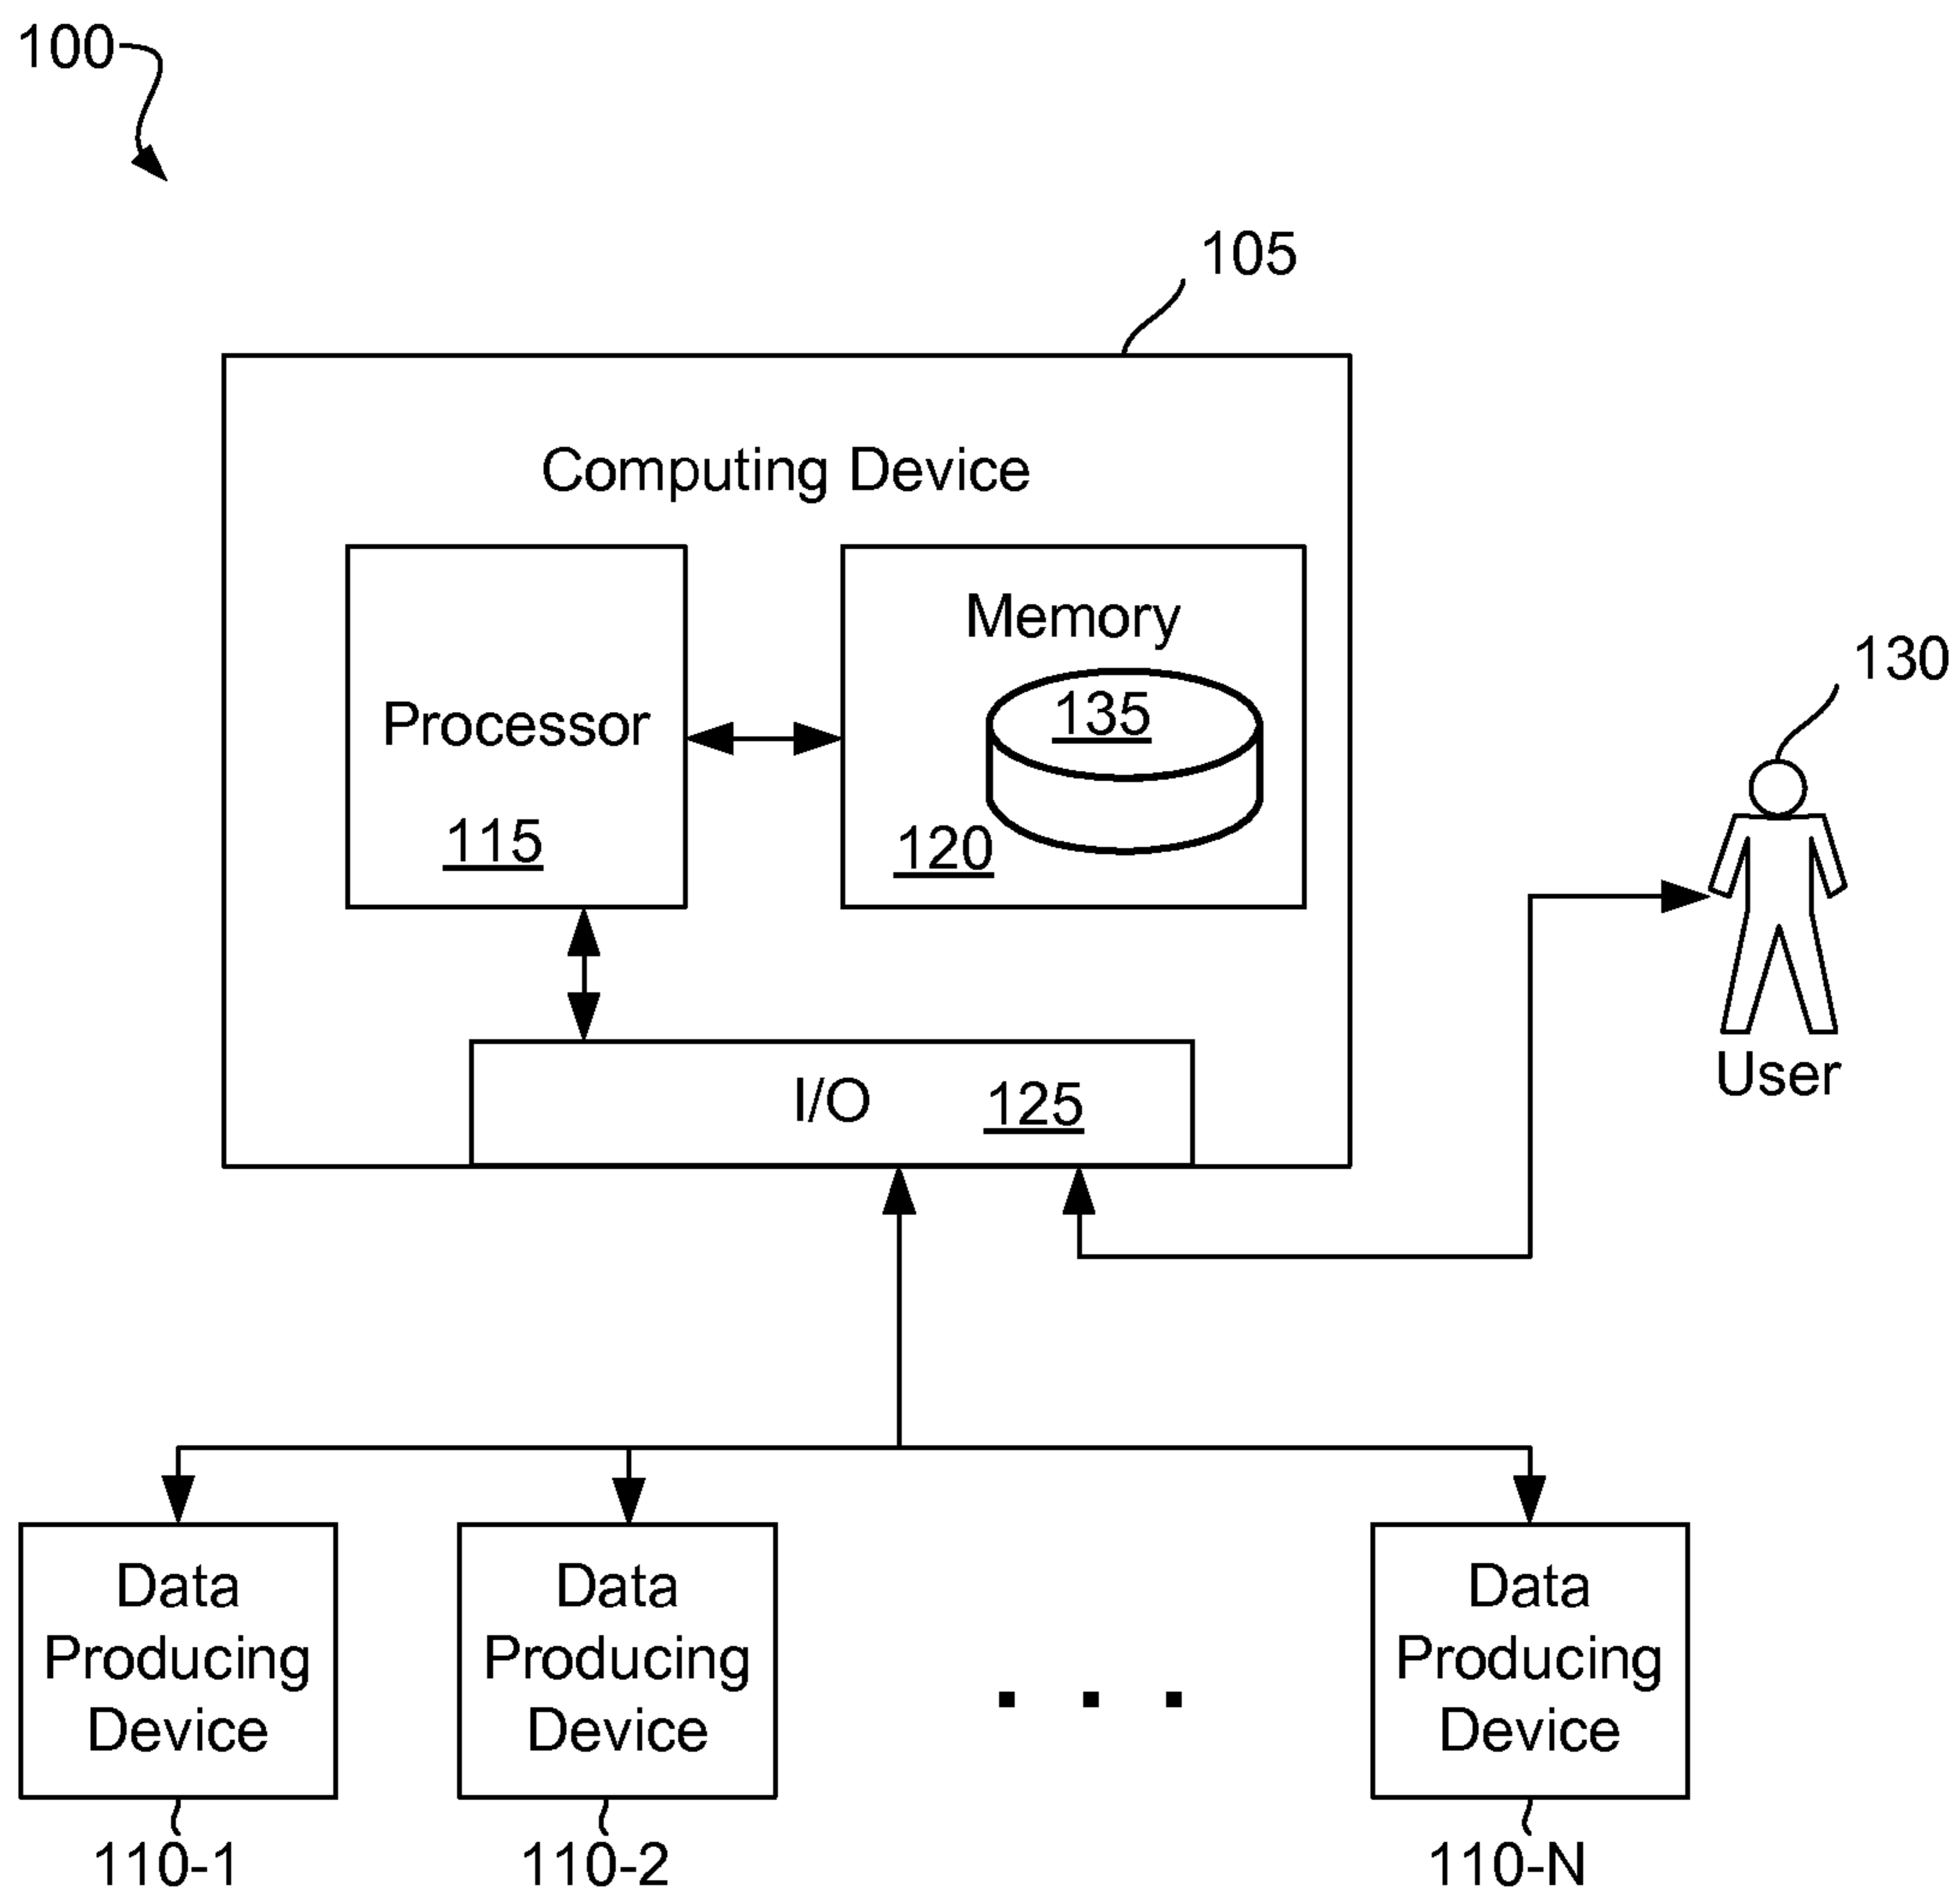 100
105
Computing Device
Memory
130
135
Processor
115
120
I/O
125
User
Data
Producing
Device
Data
Producing
Device
Data
Producing
Device
110-1
110-2
110-N